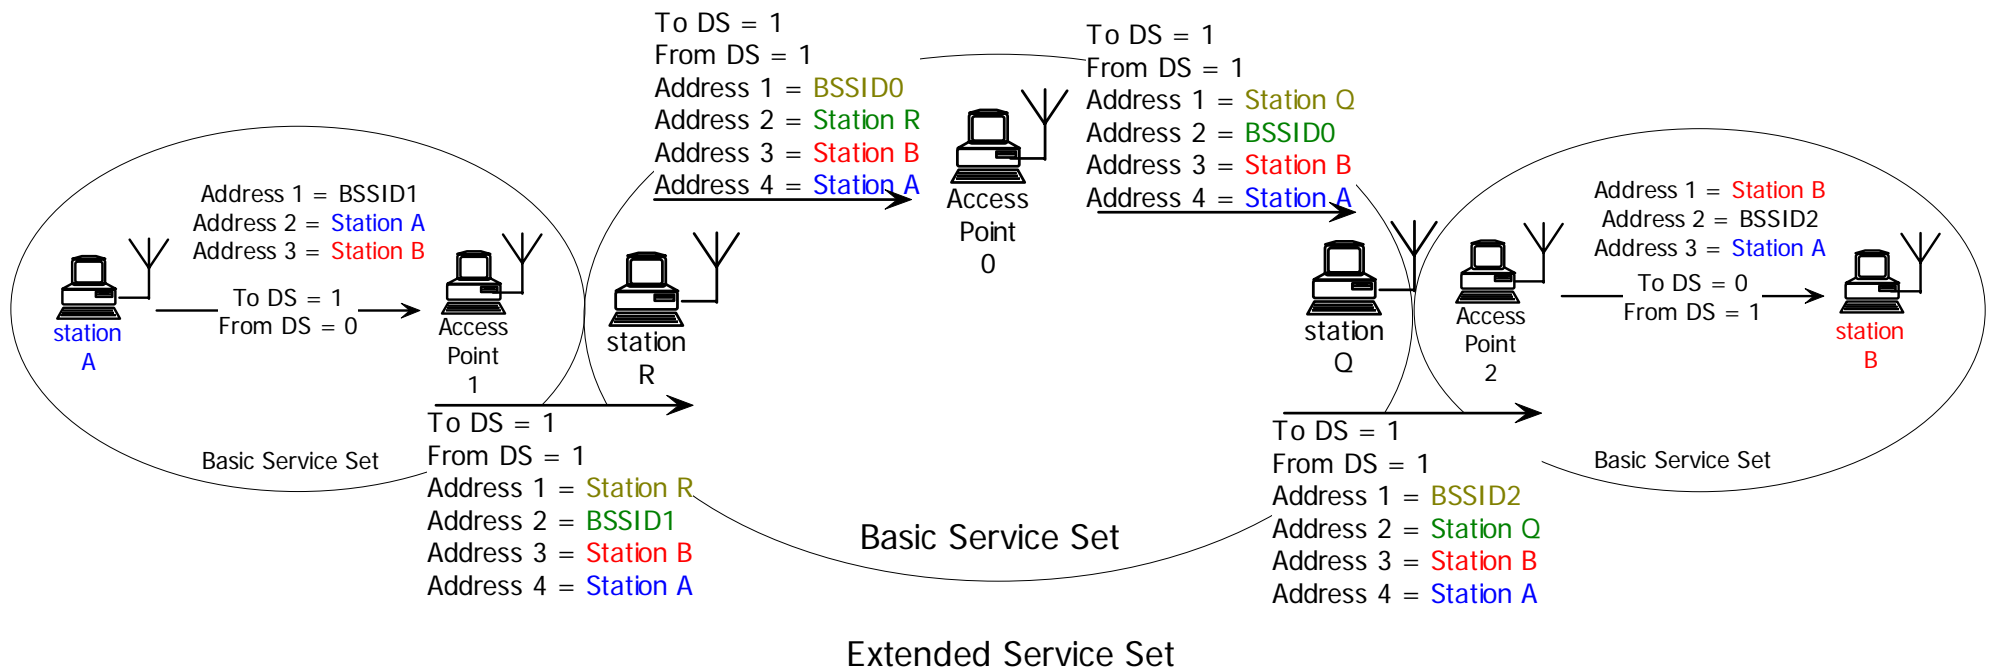 Address 1 = BSSID1
Address 2 = Station A
Address 3 = Station B
To DS = 1
From DS = 0
station
A
Access
Point
1
Basic Service Set
To DS = 1
From DS = 1
Address 1 = Station R
Address 2 = BSSID1
Address 3 = Station B
Address 4 = Station A
station
R
To DS = 1
From DS = 1
Address 1 = BSSID0
Address 2 = Station R
Address 3 = Station B
Address 4 = Station A
Access
Point
0
To DS = 1
From DS = 1
Address 1 = Station Q
Address 2 = BSSID0
Address 3 = Station B
Address 4 = Station A
station
Q
Basic Service Set
To DS = 1
From DS = 1
Address 1 = BSSID2
Address 2 = Station Q
Address 3 = Station B
Address 4 = Station A
Access
Point
2
Address 1 = Station B
Address 2 = BSSID2
Address 3 = Station A
To DS = 0
From DS = 1
station
B
Basic Service Set
Extended Service Set